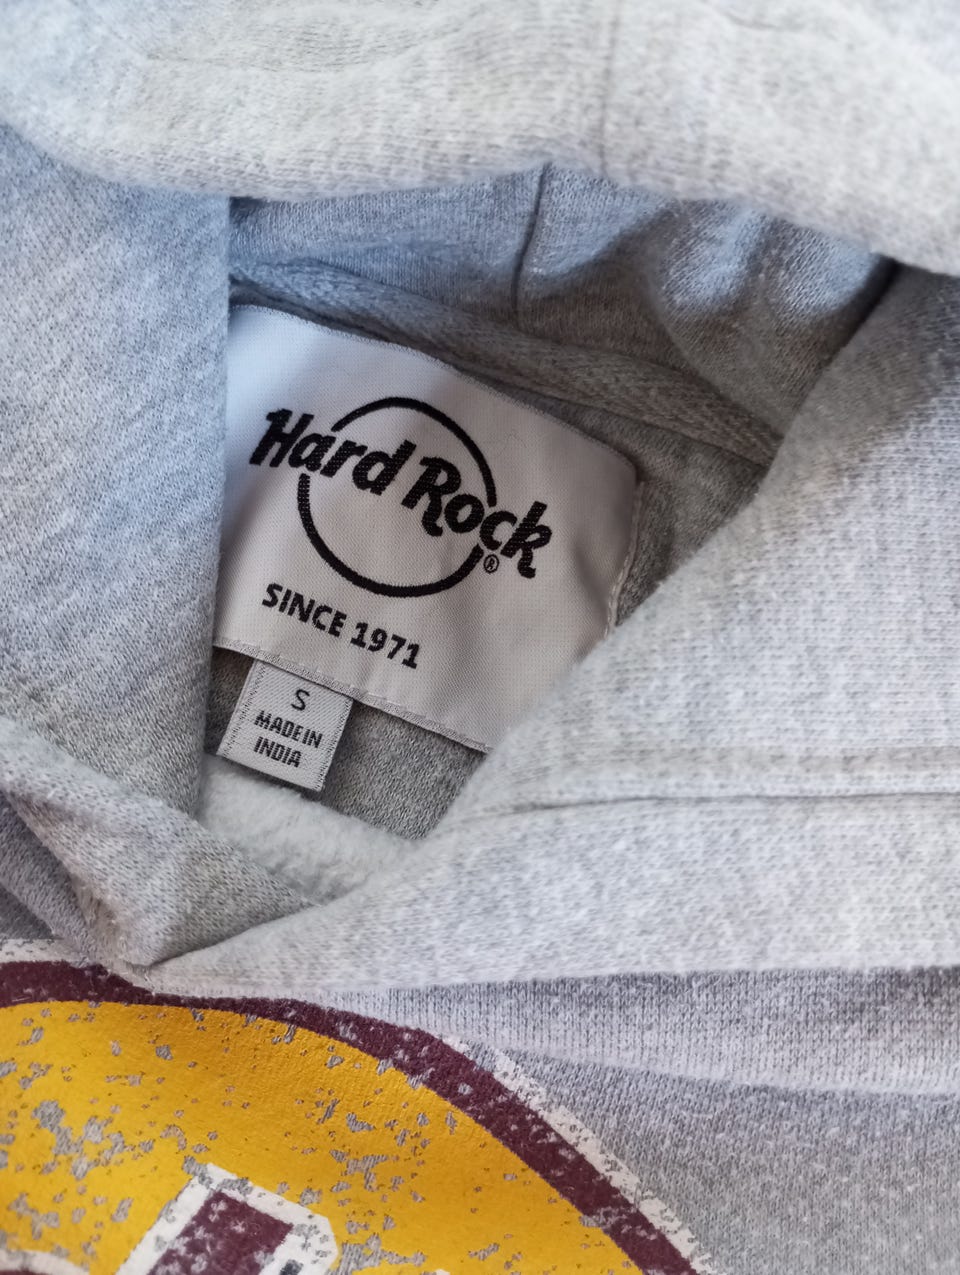 Hard Rock®
SINCE 1971
S
MADE IN
INDIA